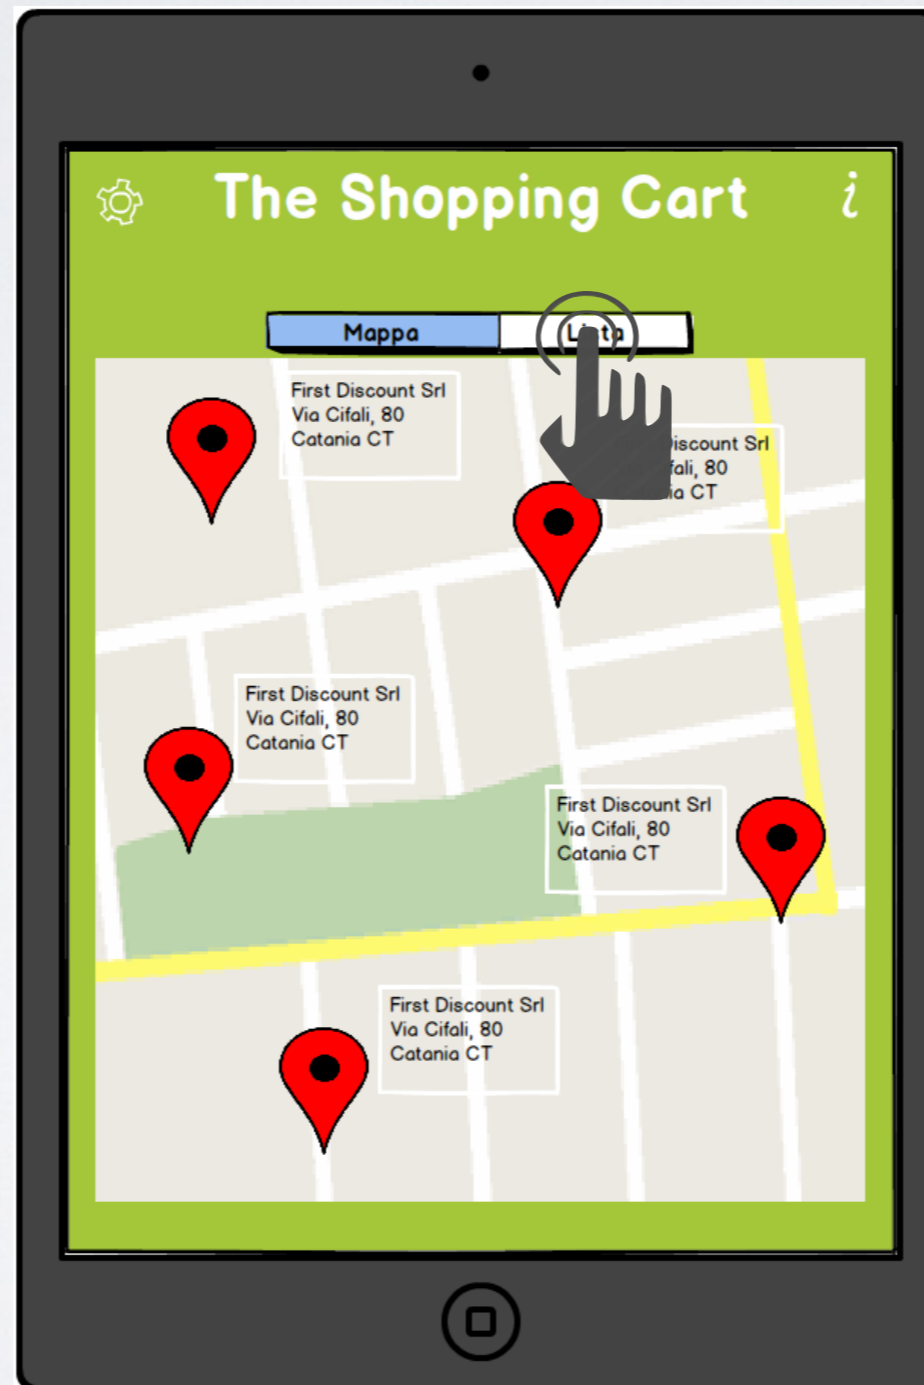 The Shopping Cart i
Mappa Lista
First Discount Srl
Via Cifali, 80
Catania CT
iscount Srl
fali, 80
ia CT
First Discount Srl
Via Cifali, 80
Catania CT
First Discount Srl
Via Cifali, 80
Catania CT
First Discount Srl
Via Cifali, 80
Catania CT